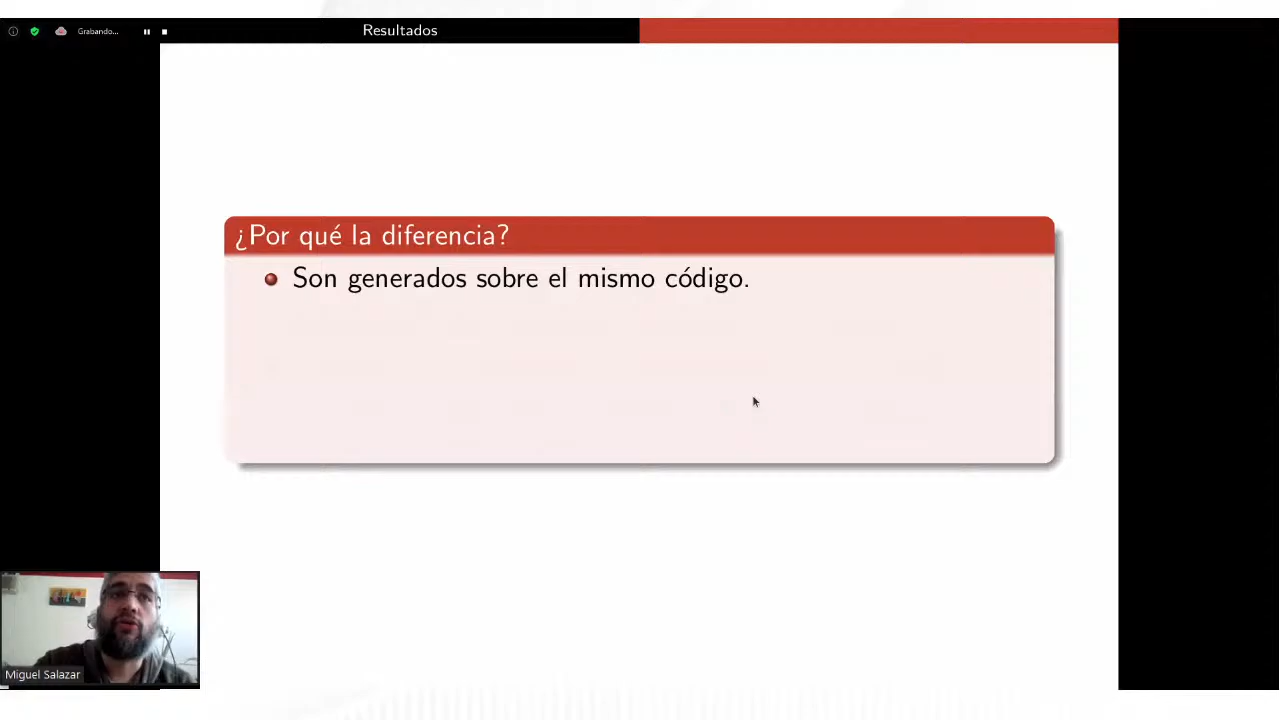 Grabando...
Resultados
¿Por qué la diferencia?
Son generados sobre el mismo código.
Miguel Salazar